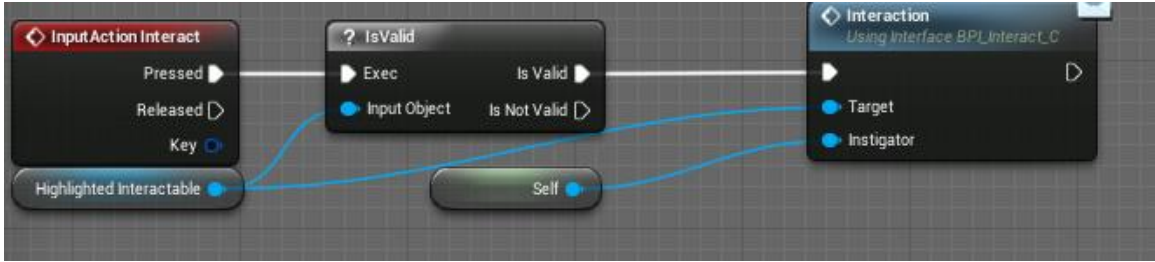 InputAction Interact
Pressed
Released
Key
Highlighted Interactable
? IsValid
Exec
Is Valid
Input Object
Is Not Valid
Self
Interaction
Using Interface BPI_Interact_C
Target
Instigator